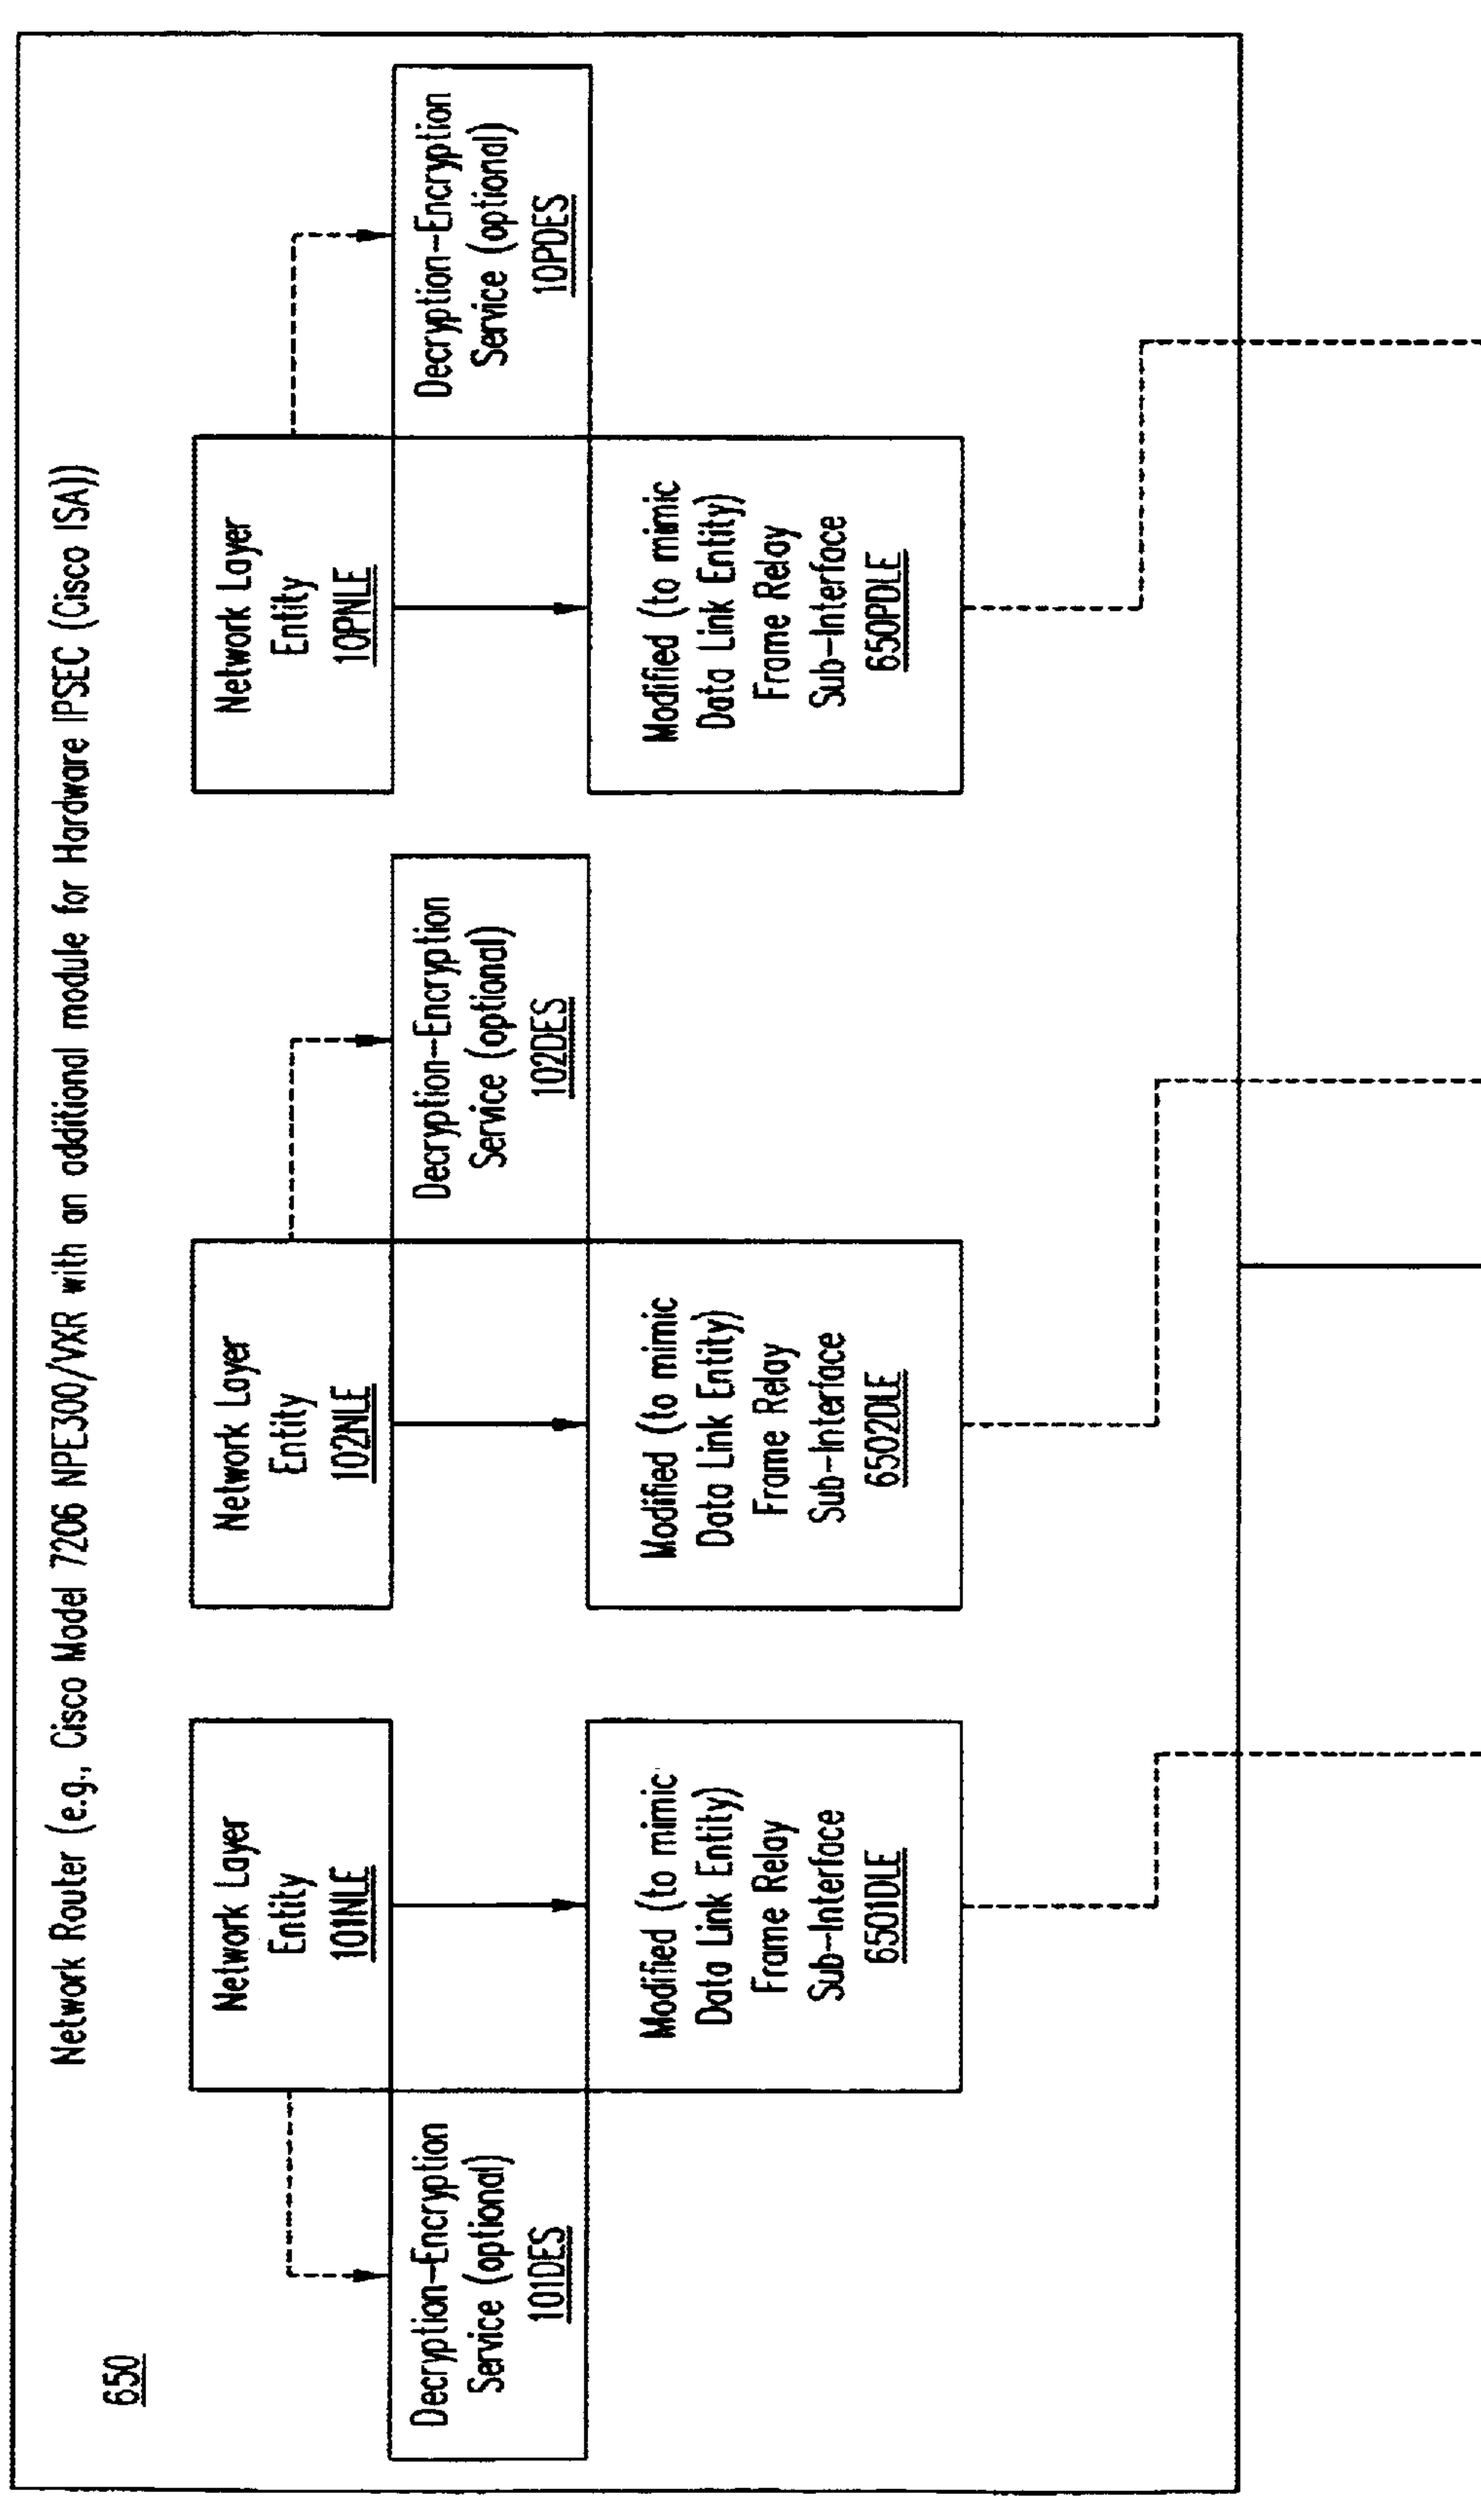 Network Router (e.g., Cisco Model 7206 NPE300/VXR with an additional module for Hardware IPSEC (Cisco ISA))
650
Decryption-Encryption
Service (optional)
101DES
Network Layer
Entity
101NLE
Modified (to mimic
Data Link Entity)
Frame Relay
Sub-Interface
6501DLE
Network Layer
Entity
102NLE
Decryption-Encryption
Service (optional)
102DES
Modified (to mimic
Data Link Entity)
Frame Relay
Sub-Interface
6502DLE
Network Layer
Entity
10PNLE
Decryption-Encryption
Service (optional)
10PDES
Modified (to mimic
Data Link Entity)
Frame Relay
Sub-Interface
650PDLE